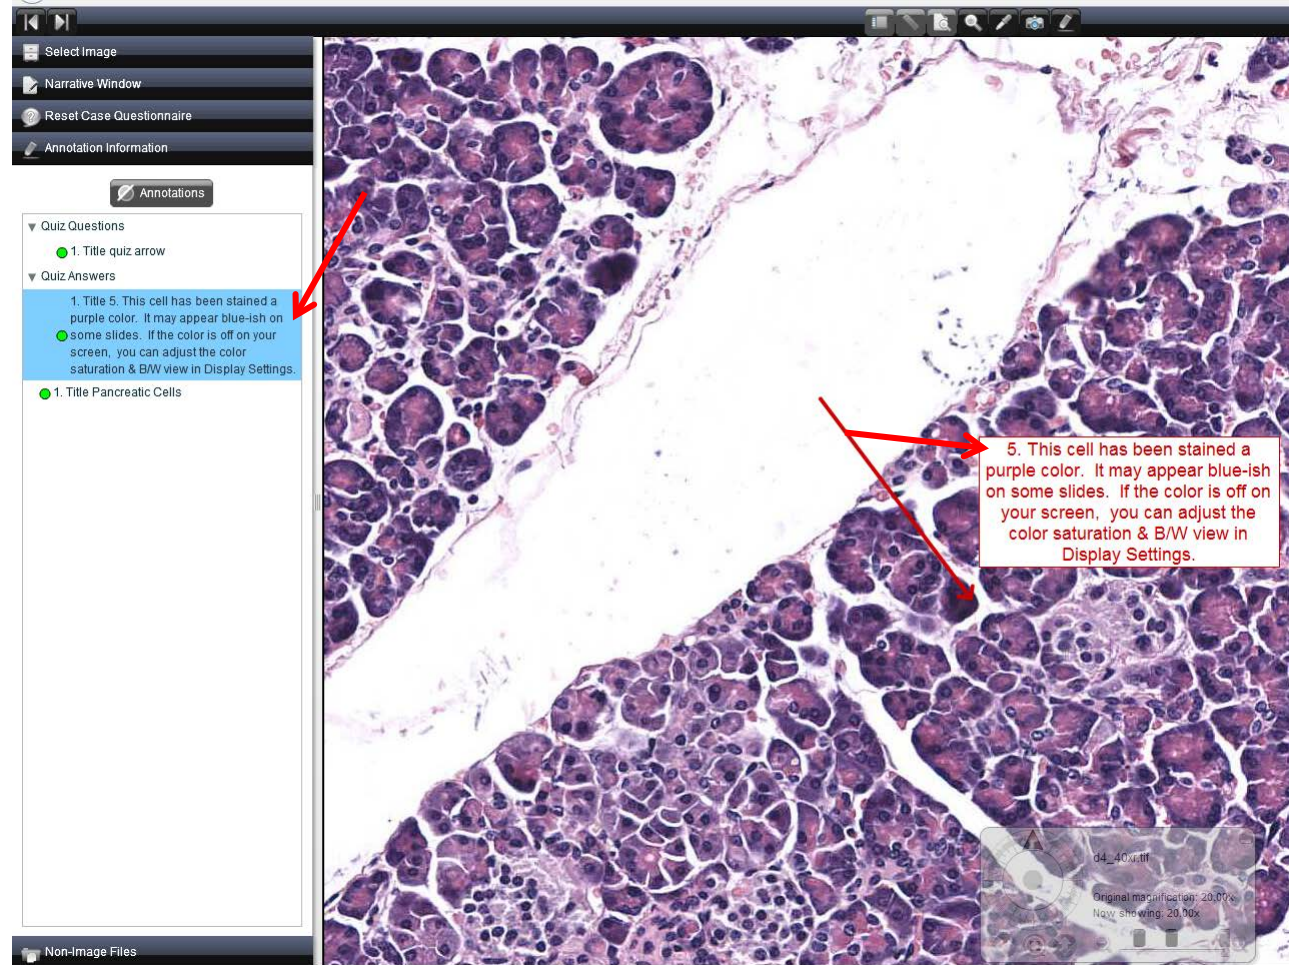 Select Image
Narrative Window
Reset Case Questionnaire
Annotation Information
Annotations
Quiz Questions
1. Title quiz arrow
Quiz Answers
1. Title 5. This cell has been stained a
purple color. It may appear blue-ish on
some slides. If the color is off on your
screen, you can adjust the color
saturation & B/W view in Display Settings.
1. Title Pancreatic Cells
Non-Image Files
5. This cell has been stained a
purple color. It may appear blue-ish
on some slides. If the color is off on
your screen, you can adjust the
color saturation & B/W view in
Display Settings.
d4_40xr.tif
Original magnification: 20.00x
Now showing: 20.00x